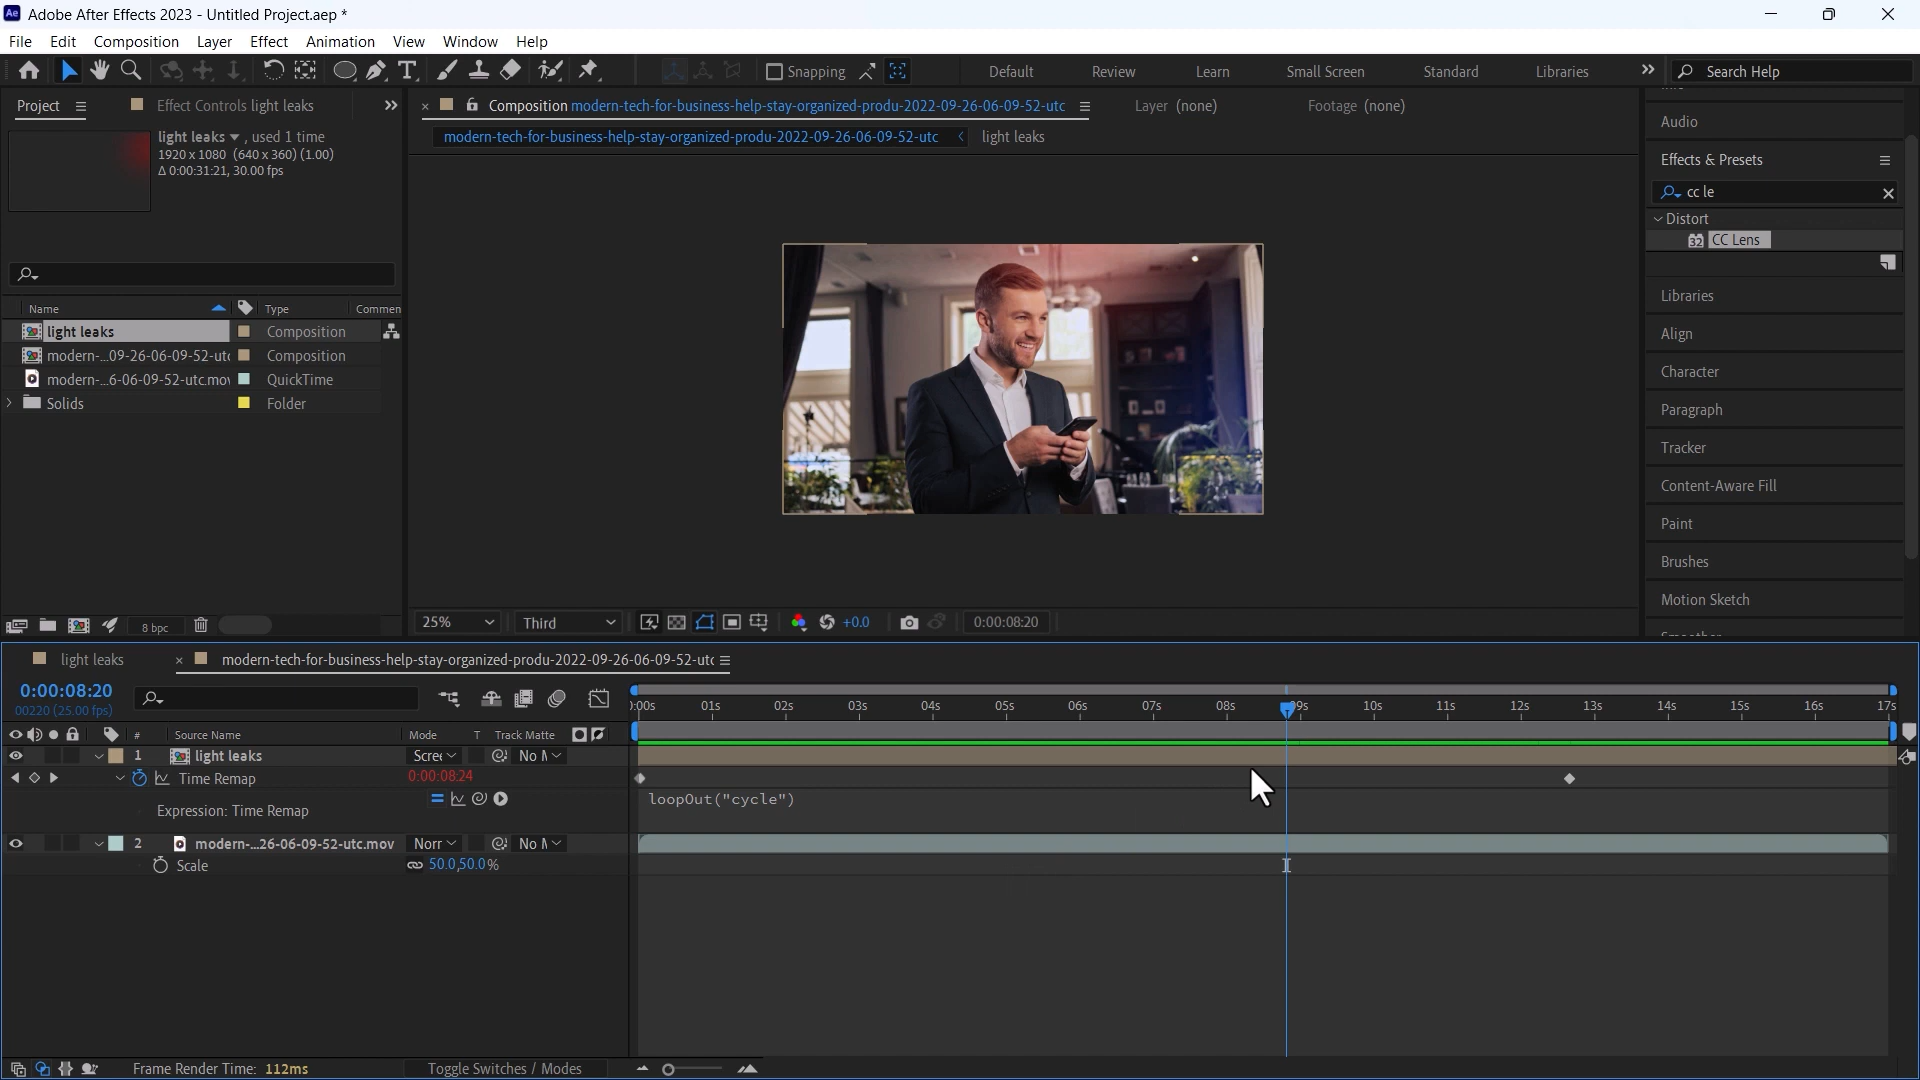 Adobe After Effects 2023 - Untitled Project.aep *
File Edit Composition Layer Effect Animation View Window Help
Snapping Default Review Learn Small Screen Standard Libraries Search Help
Project Effect Controls light leaks
Composition modern-tech-for-business-help-stay-organized-produ-2022-09-26-06-09-52-utc Layer (none) Footage (none)
modern-tech-for-business-help-stay-organized-produ-2022-09-26-06-09-52-utc light leaks
light leaks , used 1 time
1920 x 1080 (640 x 360) (1.00)
Δ 0:00:31:21, 30.00 fps
Name Type Commen
light leaks Composition
modern-...09-26-06-09-52-utc Composition
modern-...6-06-09-52-utc.mov QuickTime
Solids Folder
8 bpc
25% Third +0.0 0:00:08:20
Audio
Effects & Presets
cc le
Distort
32 CC Lens
Libraries
Align
Character
Paragraph
Tracker
Content-Aware Fill
Paint
Brushes
Motion Sketch
light leaks modern-tech-for-business-help-stay-organized-produ-2022-09-26-06-09-52-utc
0:00:08:20
00220 (25.00 fps)
):00s 01s 02s 03s 04s 05s 06s 07s 08s 09s 10s 11s 12s 13s 14s 15s 16s 17s
# Source Name Mode T Track Matte
1 light leaks Scree No M
Time Remap 0:00:08:24
Expression: Time Remap loopOut("cycle")
2 modern-...26-06-09-52-utc.mov Norr No M
Scale 50.0,50.0%
Frame Render Time: 112ms Toggle Switches / Modes